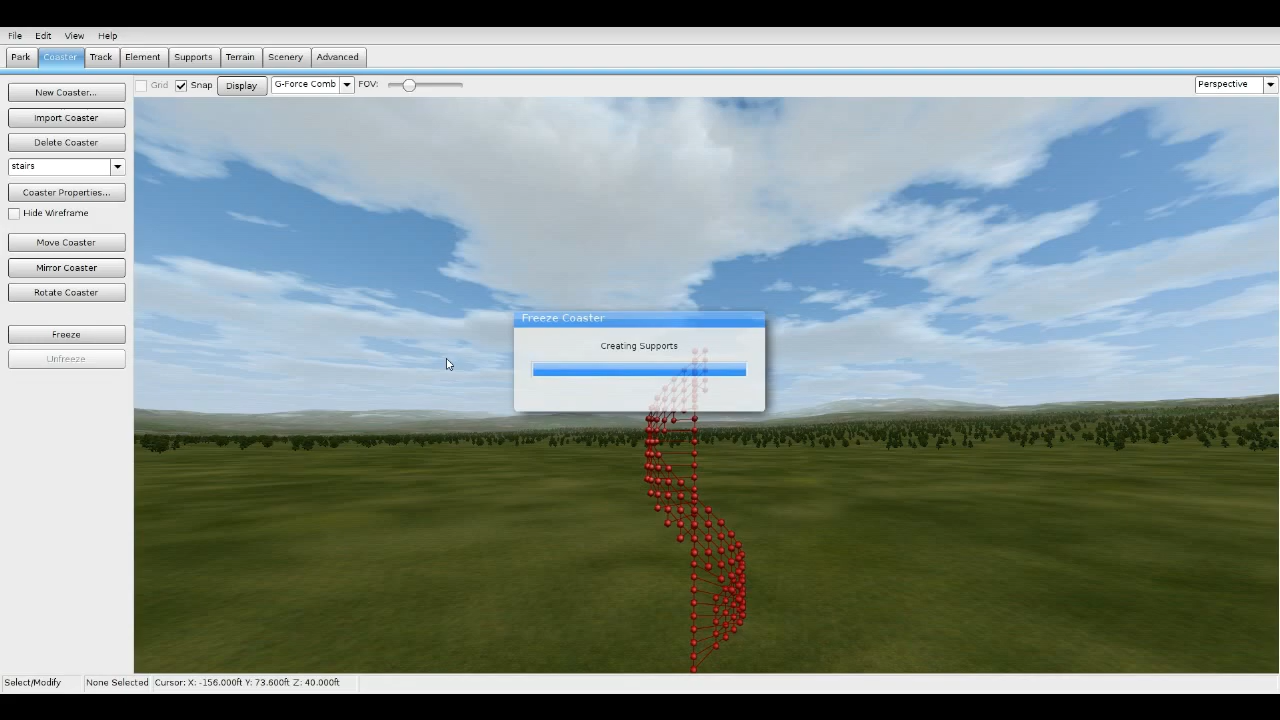 File Edit View Help
Park Coaster Track Element Supports Terrain Scenery Advanced
Grid Snap Display G-Force Comb FOV: Perspective
New Coaster...
Import Coaster
Delete Coaster
stairs
Coaster Properties...
Hide Wireframe
Move Coaster
Mirror Coaster
Rotate Coaster
Freeze
Unfreeze
Freeze Coaster
Creating Supports
Select/Modify None Selected Cursor: X: -156.000ft Y: 73.600ft Z: 40.000ft